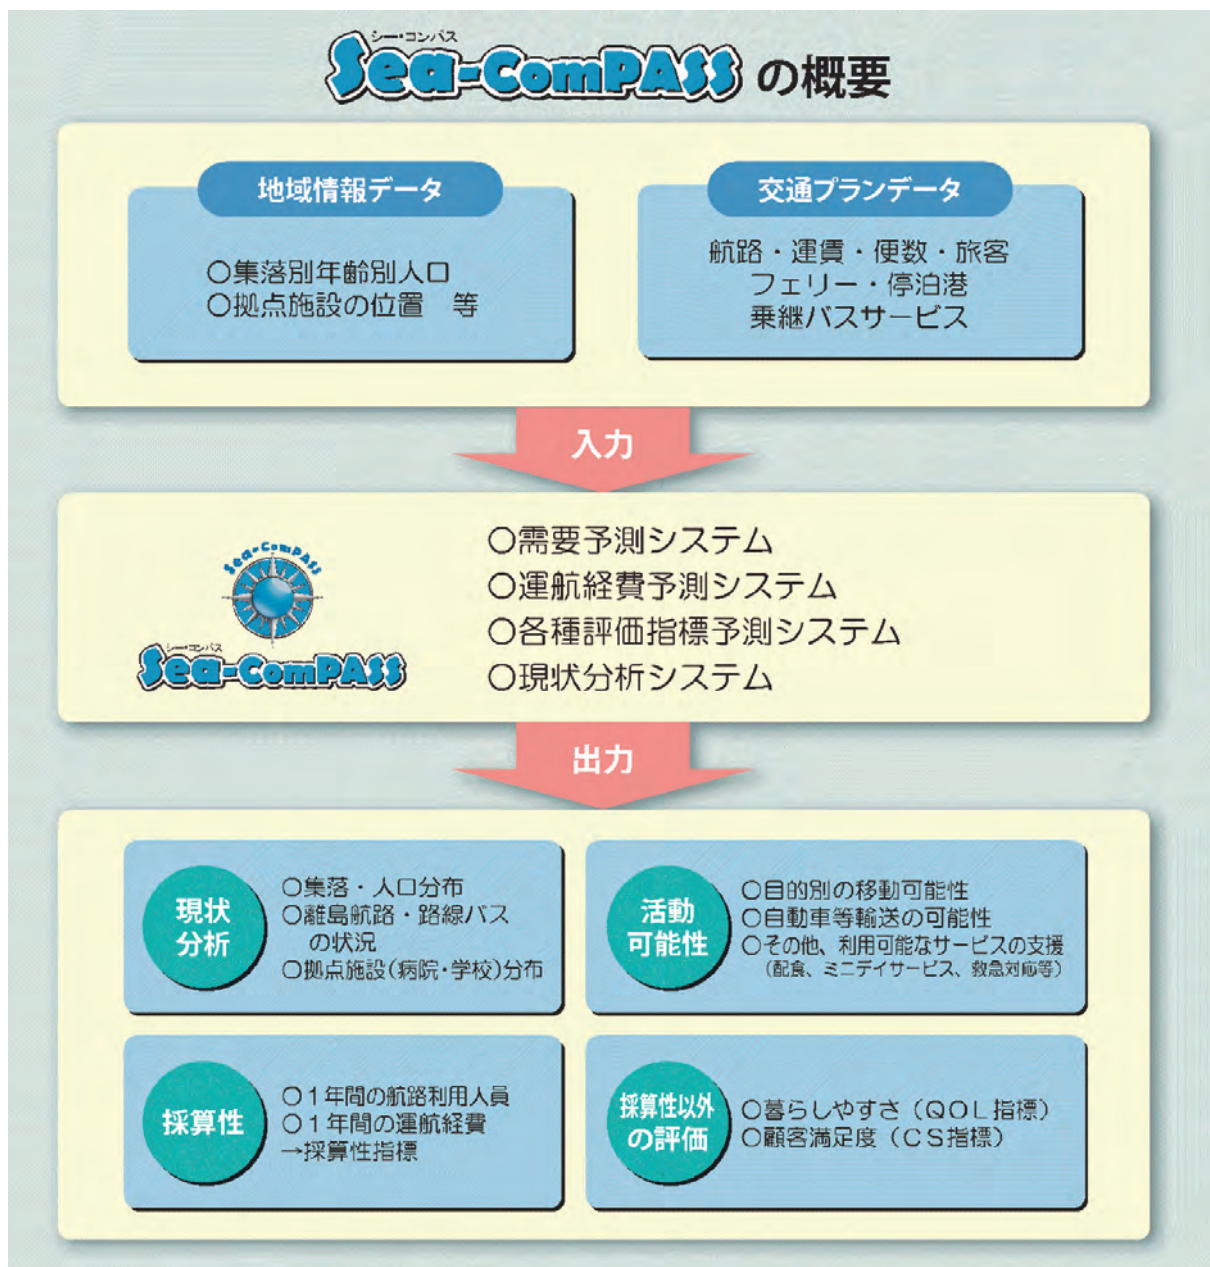 シー・コンパス
Sea-ComPASS の概要
地域情報データ
○集落別年齢別人口
○拠点施設の位置　等
交通プランデータ
航路・運賃・便数・旅客
フェリー・停泊港
乗継バスサービス
入力
Sea-ComPASS
シー・コンパス
Sea-ComPASS
○需要予測システム
○運航経費予測システム
○各種評価指標予測システム
○現状分析システム
出力
現状
分析
○集落・人口分布
○離島航路・路線バス
の状況
○拠点施設(病院・学校)分布
活動
可能性
○目的別の移動可能性
○自動車等輸送の可能性
○その他、利用可能なサービスの支援
(配食、ミニデイサービス、救急対応等)
採算性
○1年間の航路利用人員
○1年間の運航経費
→採算性指標
採算性以外
の評価
○暮らしやすさ（QOL指標）
○顧客満足度（CS指標）